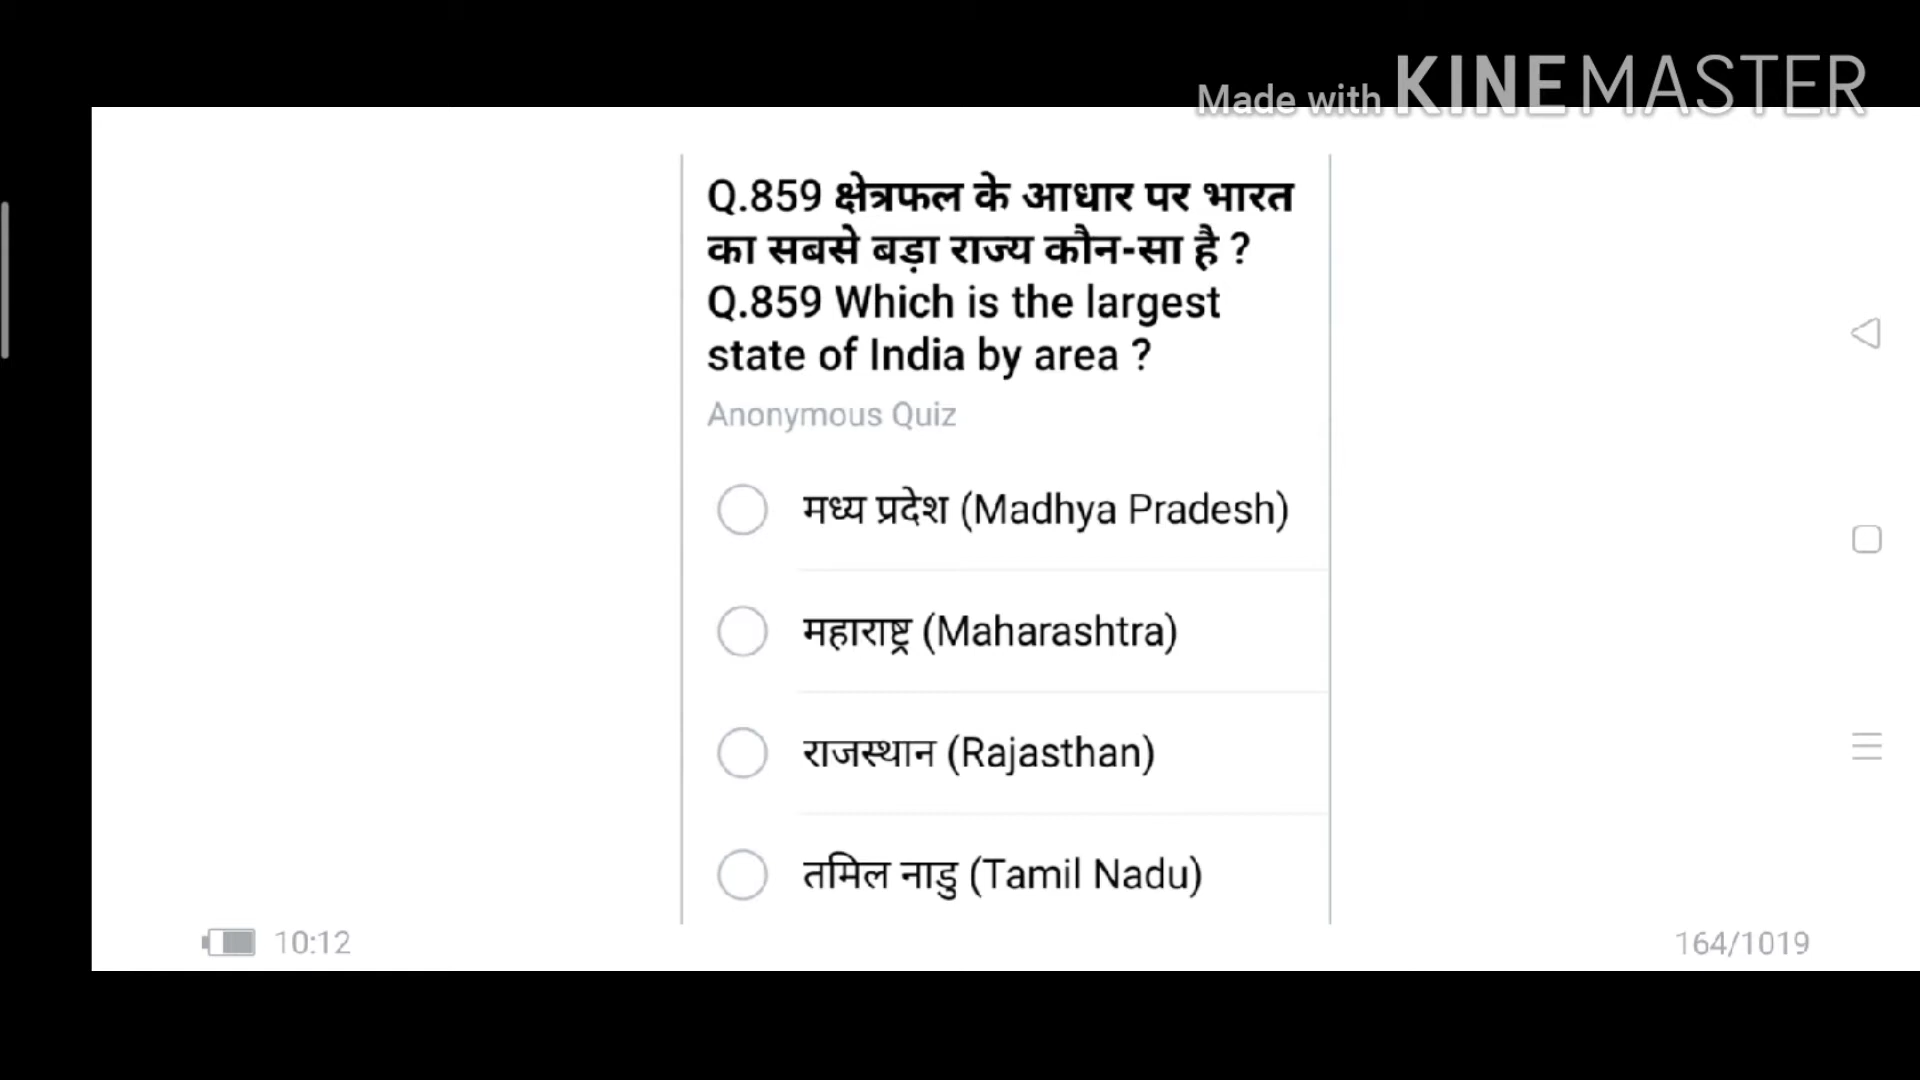 Made with KINEMASTER
Q.859 क्षेत्रफल के आधार पर भारत
का सबसे बड़ा राज्य कौन-सा है ?
Q.859 Which is the largest
state of India by area ?
Anonymous Quiz
मध्य प्रदेश (Madhya Pradesh)
महाराष्ट्र (Maharashtra)
राजस्थान (Rajasthan)
तमिल नाडु (Tamil Nadu)
10:12
164/1019